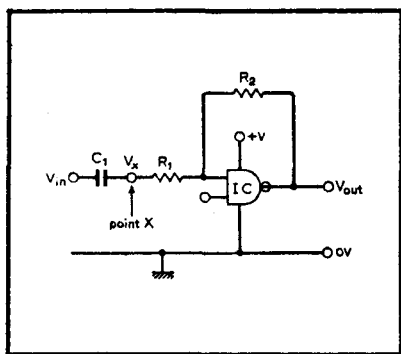 R2
+V
C1
Vx
R1
Vin
IC
Vout
point X
0V